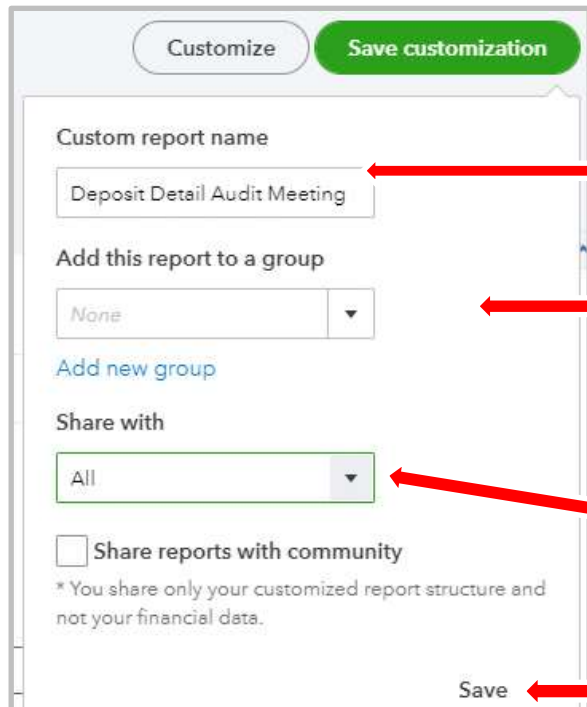 Customize
Save customization
Custom report name
Deposit Detail Audit Meeting
Add this report to a group
None
Add new group
Share with
All
Share reports with community
* You share only your customized report structure and
not your financial data.
Save